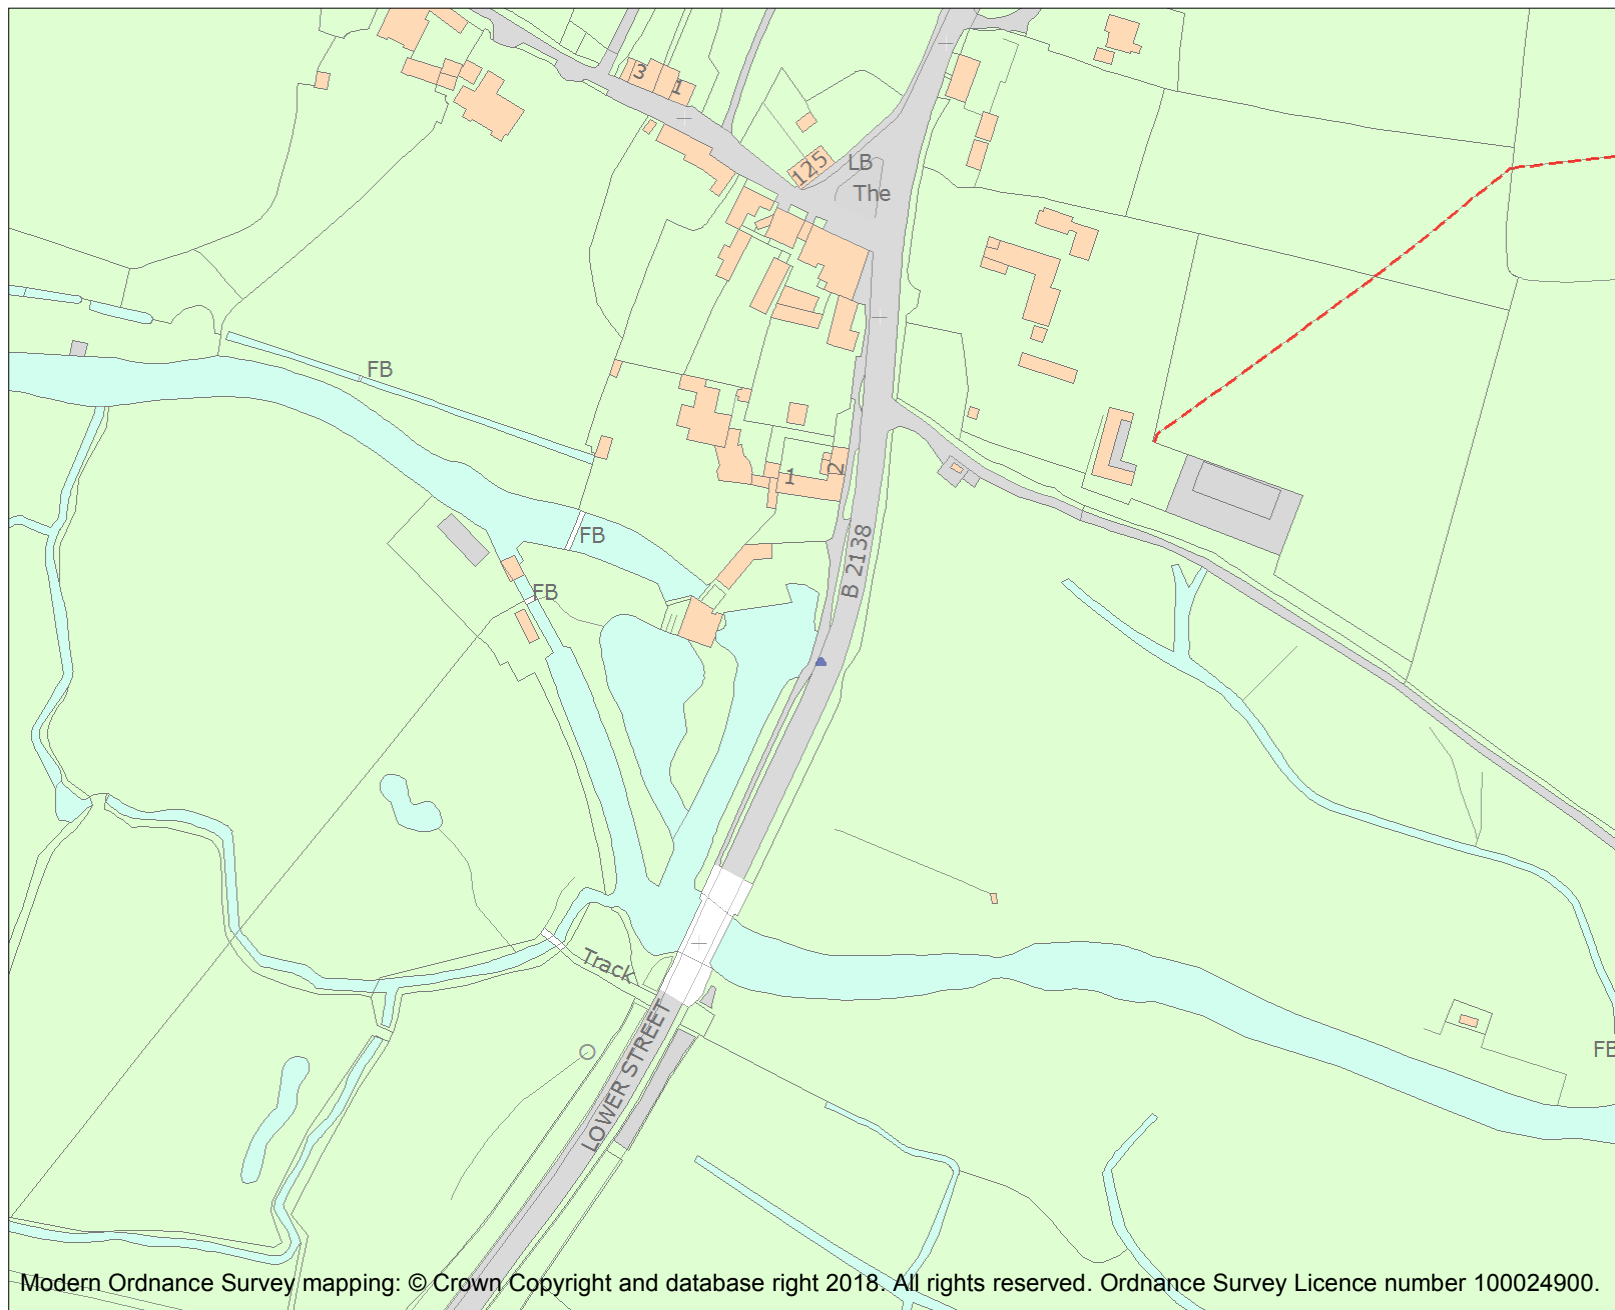 3
1
125
LB
The
FB
1
2
FB
B 2138
FB
Track
LOWER STREET
FB
Modern Ordnance Survey mapping: © Crown Copyright and database right 2018. All rights reserved. Ordnance Survey Licence number 100024900.